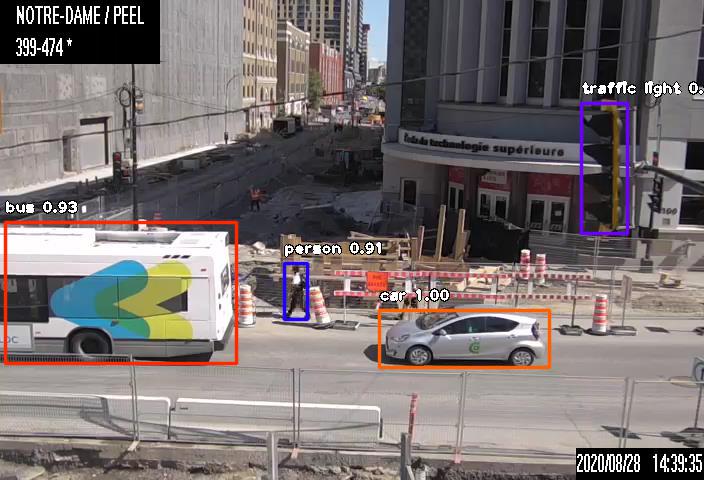 NOTRE-DAME / PEEL
399-474 *
traffic light 0.
École de technologie supérieure
bus 0.93
person 0.91
car 1.00
2020/08/28 14:39:35